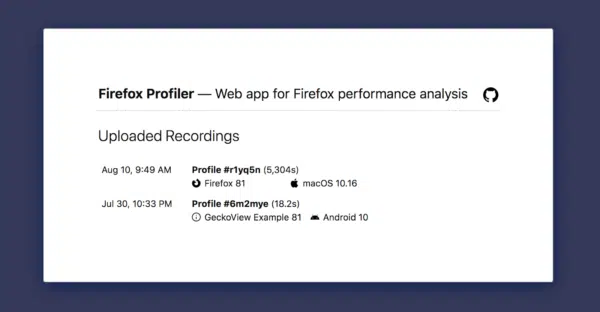 Firefox Profiler — Web app for Firefox performance analysis
Uploaded Recordings
Aug 10, 9:49 AM Profile #r1yq5n (5,304s)
Firefox 81 macOS 10.16
Jul 30, 10:33 PM Profile #6m2mye (18.2s)
GeckoView Example 81 Android 10